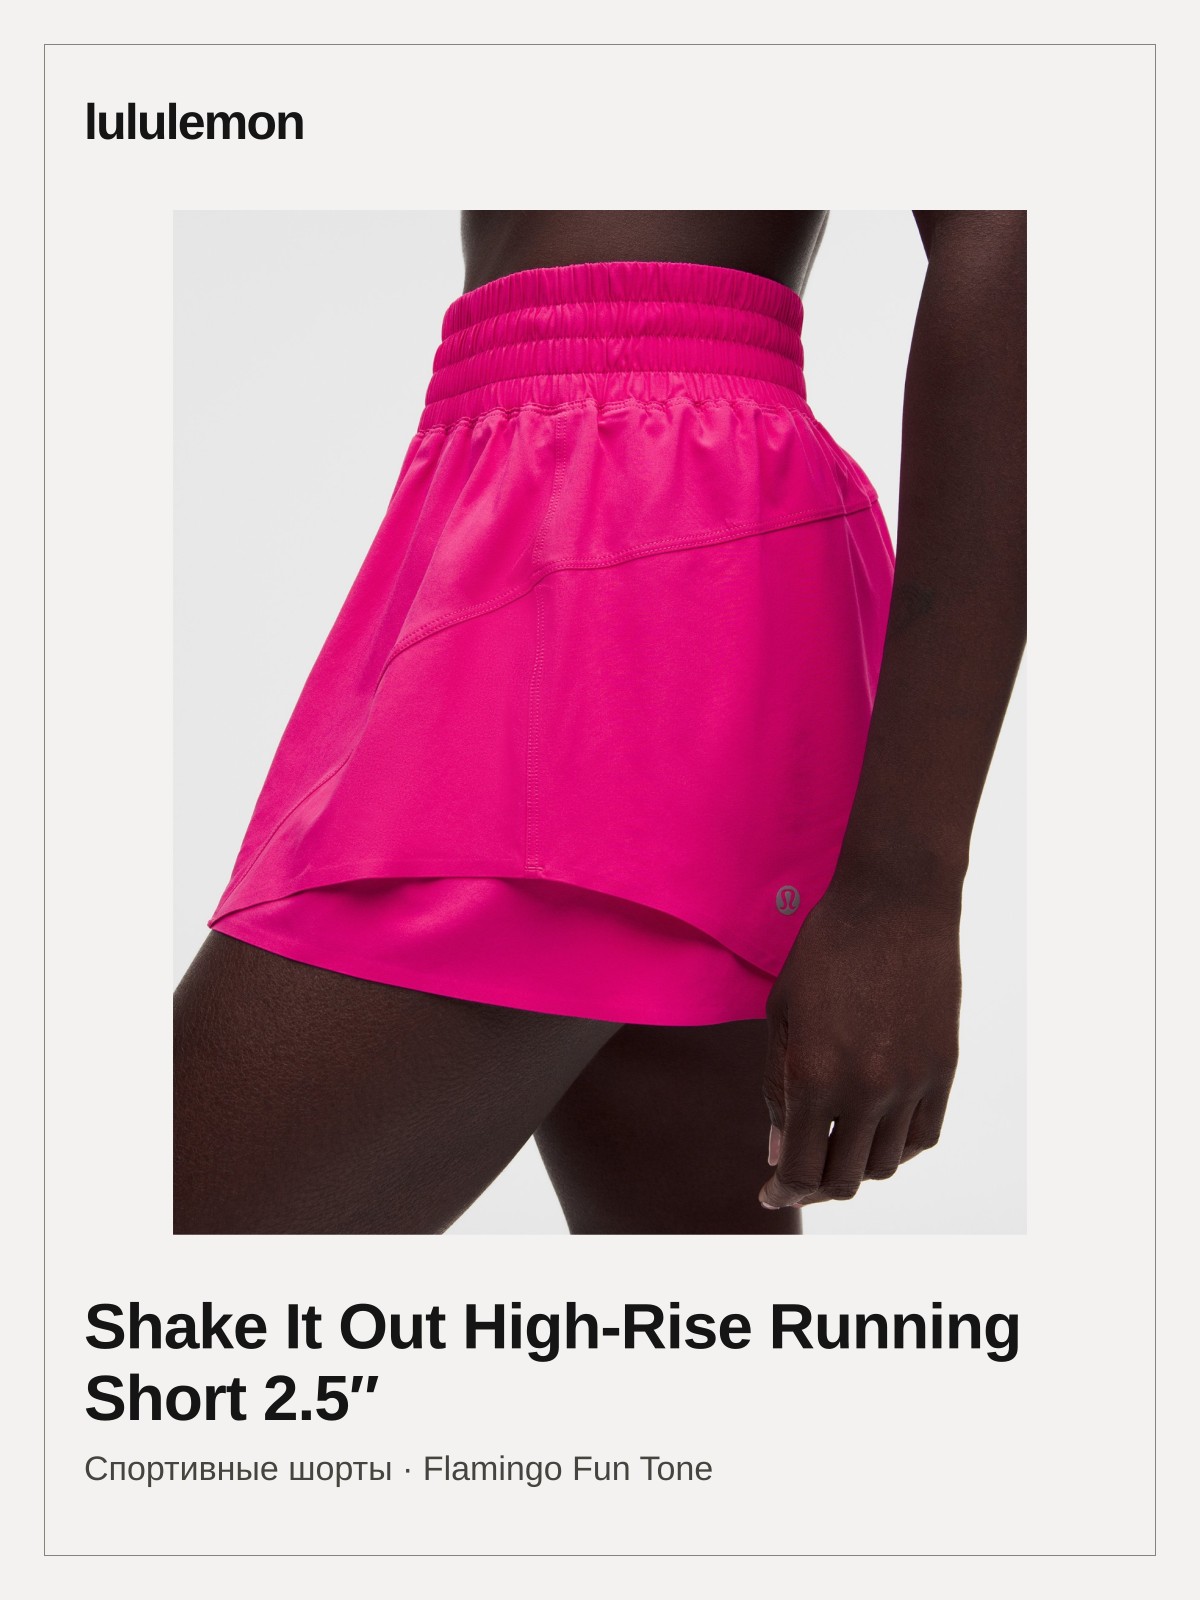 lululemon
Shake It Out High-Rise Running
Short 2.5″
Спортивные шорты · Flamingo Fun Tone